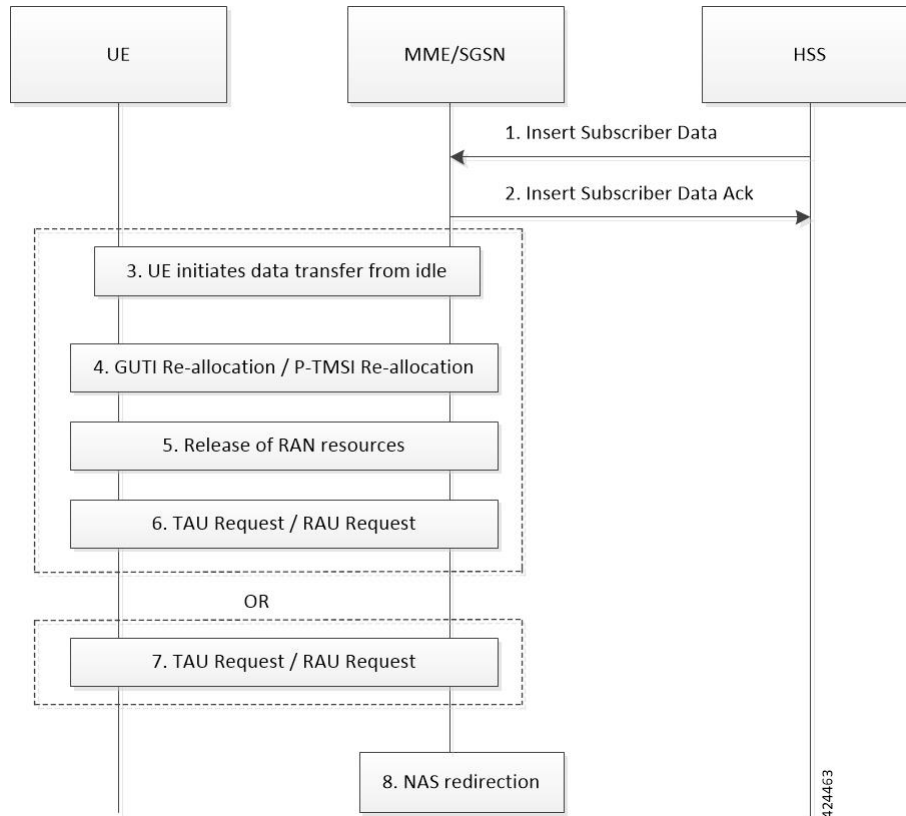 UE
MME/SGSN
HSS
1. Insert Subscriber Data
2. Insert Subscriber Data Ack
3. UE initiates data transfer from idle
4. GUTI Re-allocation / P-TMSI Re-allocation
5. Release of RAN resources
6. TAU Request / RAU Request
OR
7. TAU Request / RAU Request
8. NAS redirection
424463